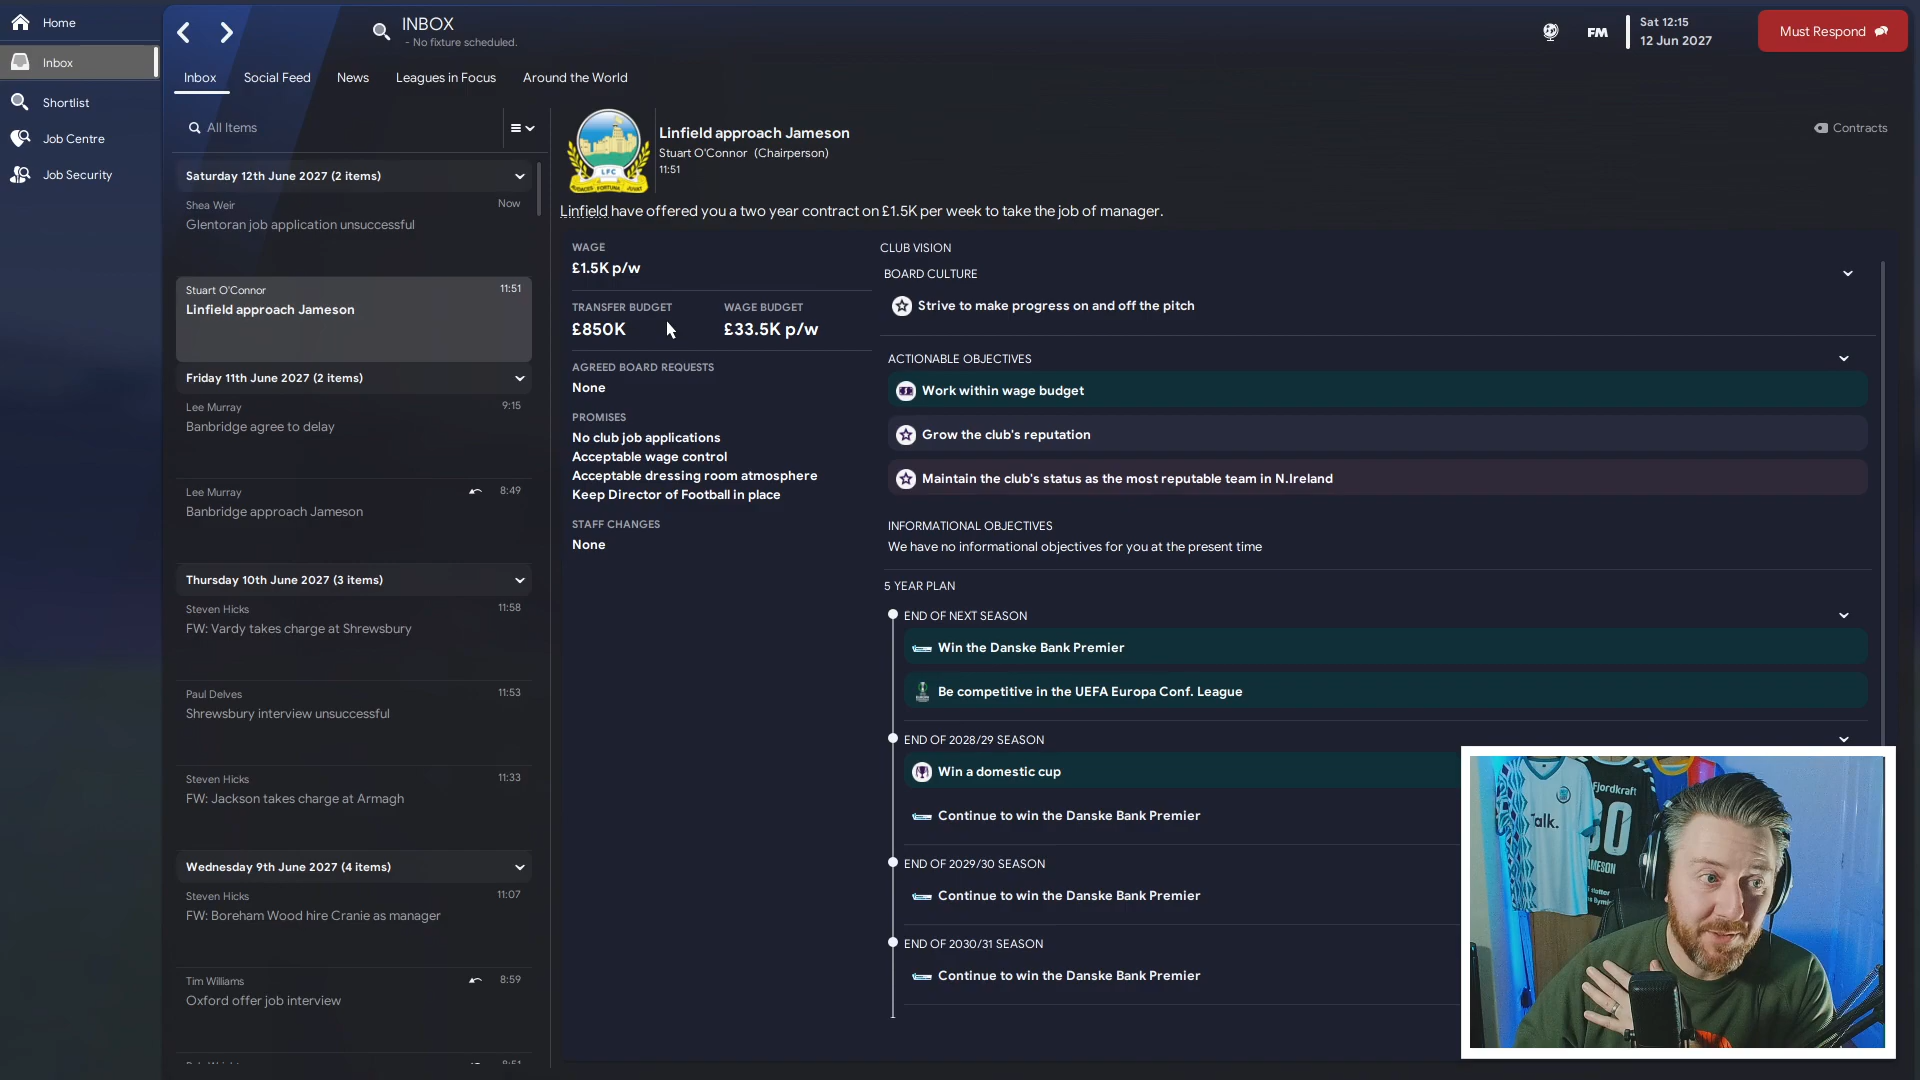 Home
Inbox
Shortlist
Job Centre
Job Security
INBOX
- No fixture scheduled.
FM
Sat 12:15
12 Jun 2027
Must Respond
Inbox
Social Feed
News
Leagues in Focus
Around the World
All Items
Saturday 12th June 2027 (2 items)
Shea Weir
Now
Glentoran job application unsuccessful
Stuart O'Connor
11:51
Linfield approach Jameson
Friday 11th June 2027 (2 items)
Lee Murray
9:15
Banbridge agree to delay
Lee Murray
8:49
Banbridge approach Jameson
Thursday 10th June 2027 (3 items)
Steven Hicks
11:58
FW: Vardy takes charge at Shrewsbury
Paul Delves
11:53
Shrewsbury interview unsuccessful
Steven Hicks
11:33
FW: Jackson takes charge at Armagh
Wednesday 9th June 2027 (4 items)
Steven Hicks
11:07
FW: Boreham Wood hire Cranie as manager
Tim Williams
8:59
Oxford offer job interview
LFC
Linfield approach Jameson
Stuart O'Connor (Chairperson)
11:51
Contracts
Linfield have offered you a two year contract on £1.5K per week to take the job of manager.
WAGE
£1.5K p/w
TRANSFER BUDGET
£850K
WAGE BUDGET
£33.5K p/w
AGREED BOARD REQUESTS
None
PROMISES
No club job applications
Acceptable wage control
Acceptable dressing room atmosphere
Keep Director of Football in place
STAFF CHANGES
None
CLUB VISION
BOARD CULTURE
Strive to make progress on and off the pitch
ACTIONABLE OBJECTIVES
Work within wage budget
Grow the club's reputation
Maintain the club's status as the most reputable team in N.Ireland
INFORMATIONAL OBJECTIVES
We have no informational objectives for you at the present time
5 YEAR PLAN
END OF NEXT SEASON
Win the Danske Bank Premier
Be competitive in the UEFA Europa Conf. League
END OF 2028/29 SEASON
Win a domestic cup
Continue to win the Danske Bank Premier
END OF 2029/30 SEASON
Continue to win the Danske Bank Premier
END OF 2030/31 SEASON
Continue to win the Danske Bank Premier
Talk.
Fjordkraft
JAMESON